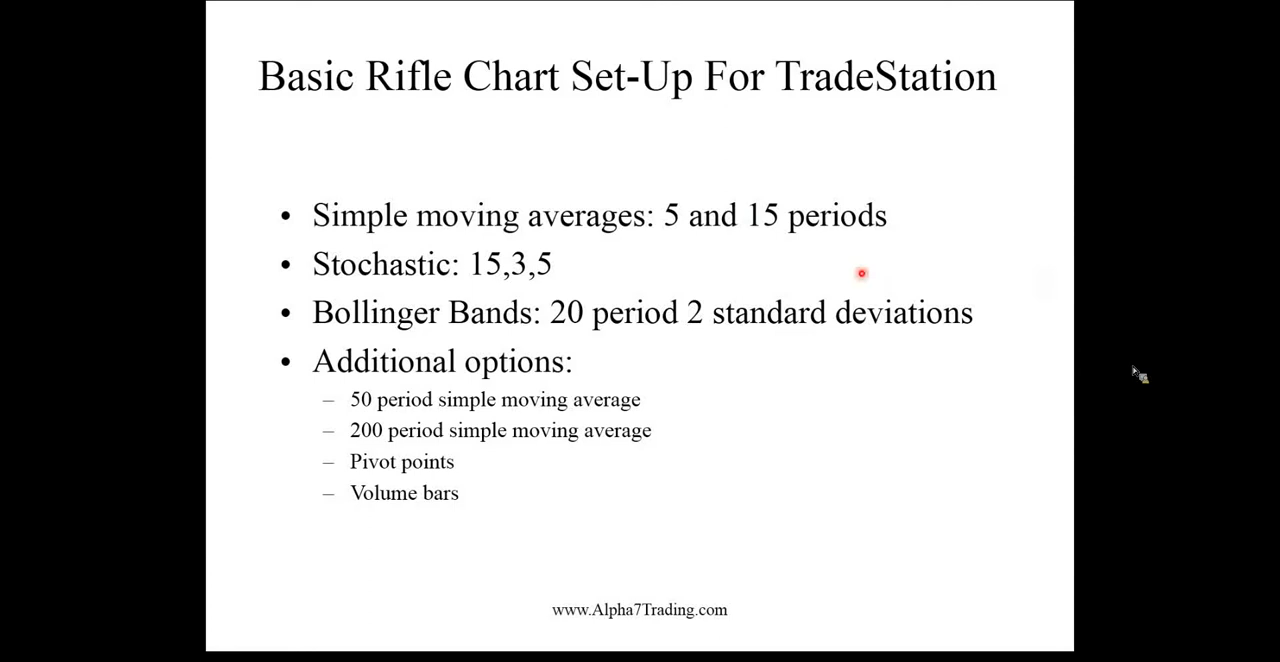 Basic Rifle Chart Set-Up For TradeStation
• Simple moving averages: 5 and 15 periods
• Stochastic: 15,3,5
• Bollinger Bands: 20 period 2 standard deviations
• Additional options:
– 50 period simple moving average
– 200 period simple moving average
– Pivot points
– Volume bars
www.Alpha7Trading.com